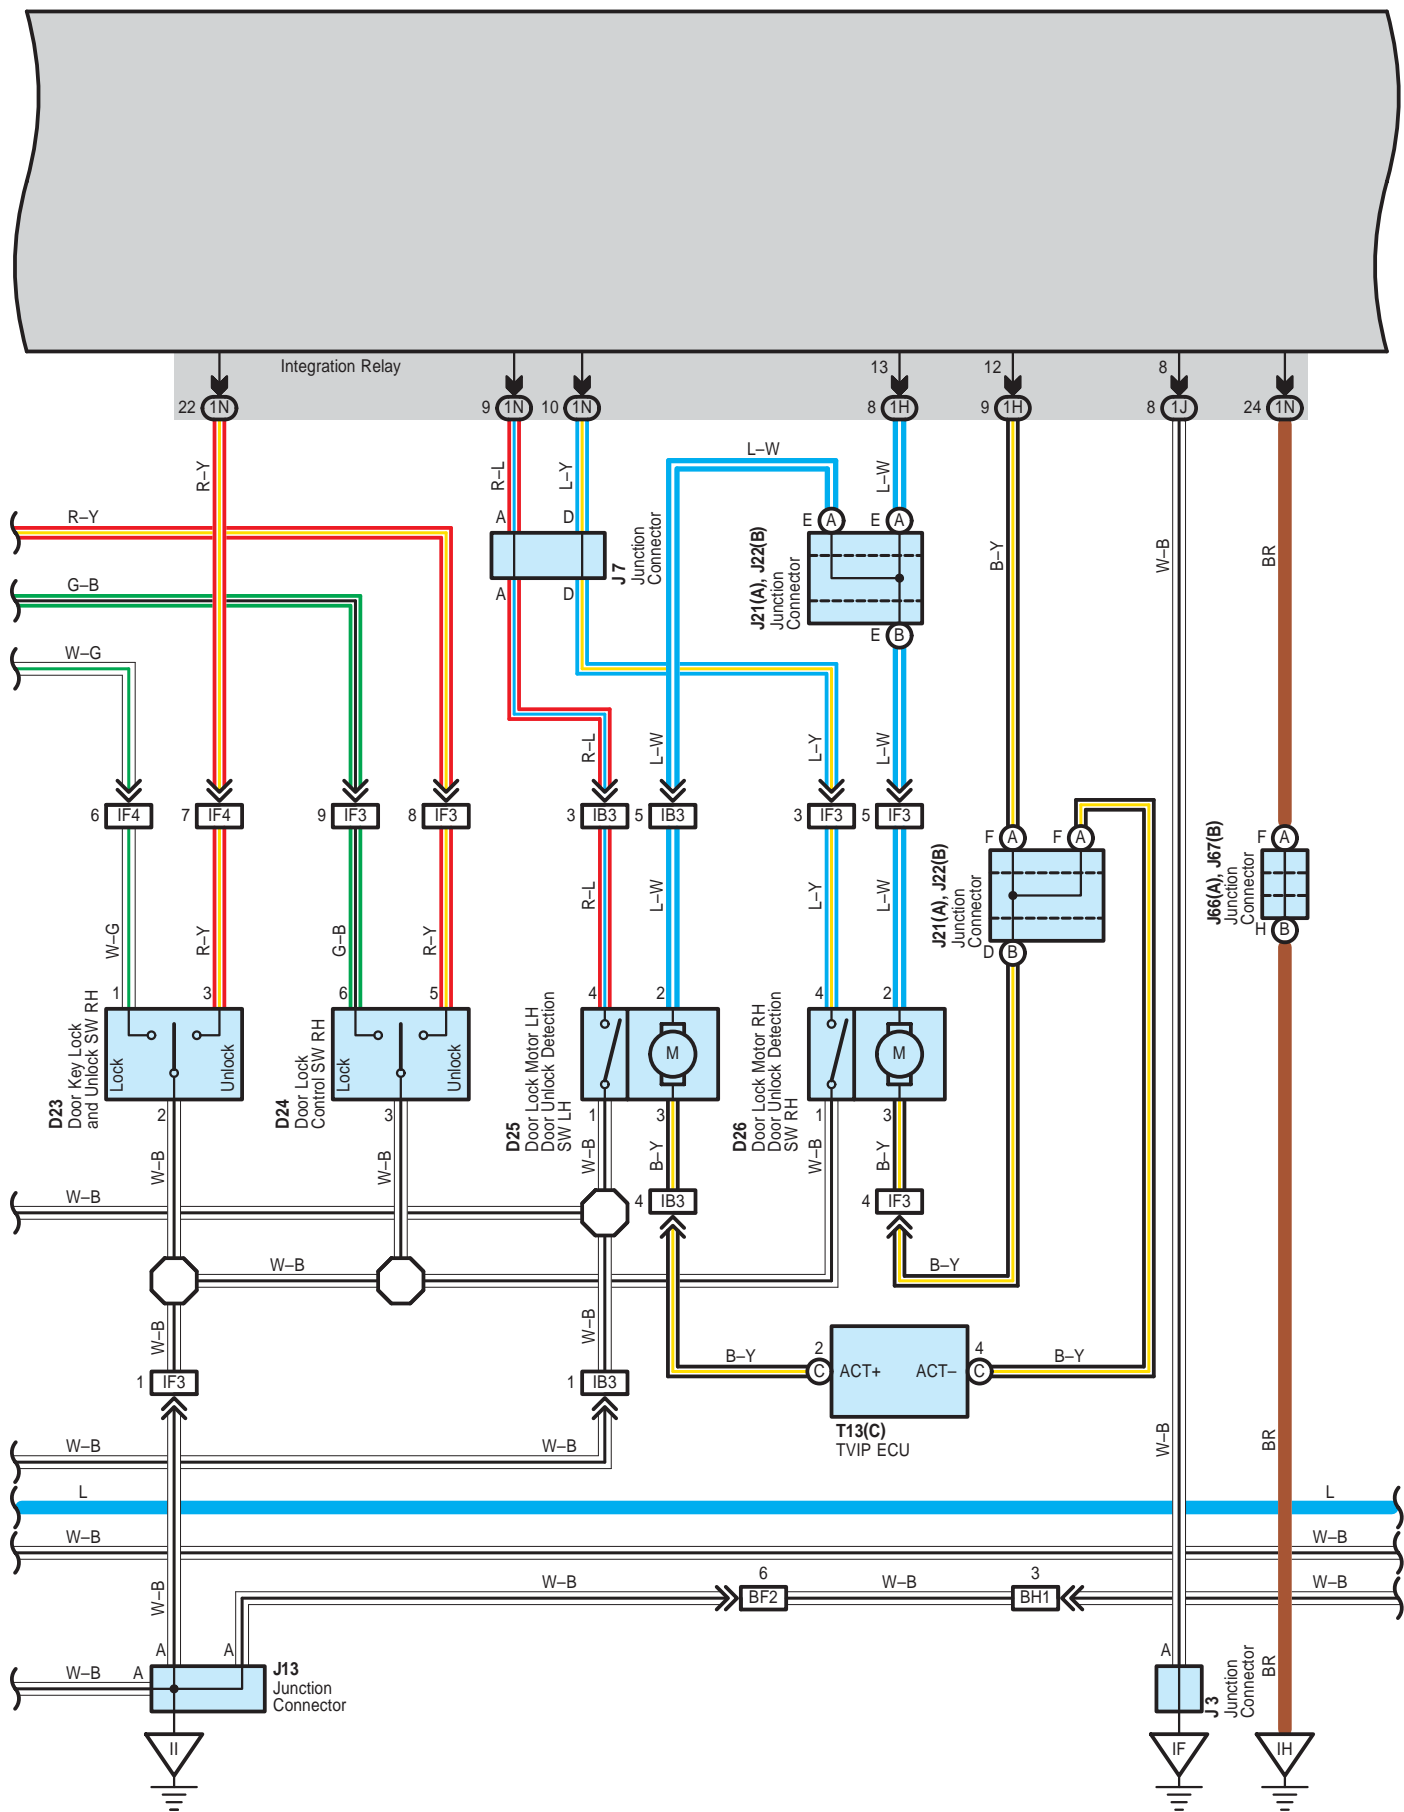 Integration Relay
13
12
8
22 1N
9 1N
10 1N
8 1H
9 1H
8 1J
24 1N
R–Y
R–L
L–Y
L–W
L–W
B–Y
W–B
BR
R–Y
G–B
W–G
A
D
A
D
J 7
Junction
Connector
E A
E A
E B
J21(A), J22(B)
Junction
Connector
R–L
L–W
L–Y
L–W
6 IF4
7 IF4
9 IF3
8 IF3
3 IB3
5 IB3
3 IF3
5 IF3
F A
F A
D B
J21(A), J22(B)
Junction
Connector
F A
H B
J66(A), J67(B)
Junction
Connector
W–G
R–Y
G–B
R–Y
R–L
L–W
L–Y
L–W
1
3
6
5
4
2
4
2
Lock
Unlock
Lock
Unlock
M
M
D23
Door Key Lock
and Unlock SW RH
D24
Door Lock
Control SW RH
D25
Door Lock Motor LH
Door Unlock Detection
SW LH
D26
Door Lock Motor RH
Door Unlock Detection
SW RH
2
3
1
3
1
3
W–B
W–B
W–B
B–Y
W–B
B–Y
W–B
4 IB3
4 IF3
W–B
B–Y
W–B
W–B
1 IF3
1 IB3
B–Y
2
C
ACT+
ACT–
4
C
B–Y
T13(C)
TVIP ECU
W–B
W–B
W–B
BR
L
L
W–B
W–B
W–B
W–B
6
BF2
W–B
3
BH1
W–B
W–B
A
A
A
J13
Junction
Connector
A
J 3
Junction
Connector
BR
II
IF
IH